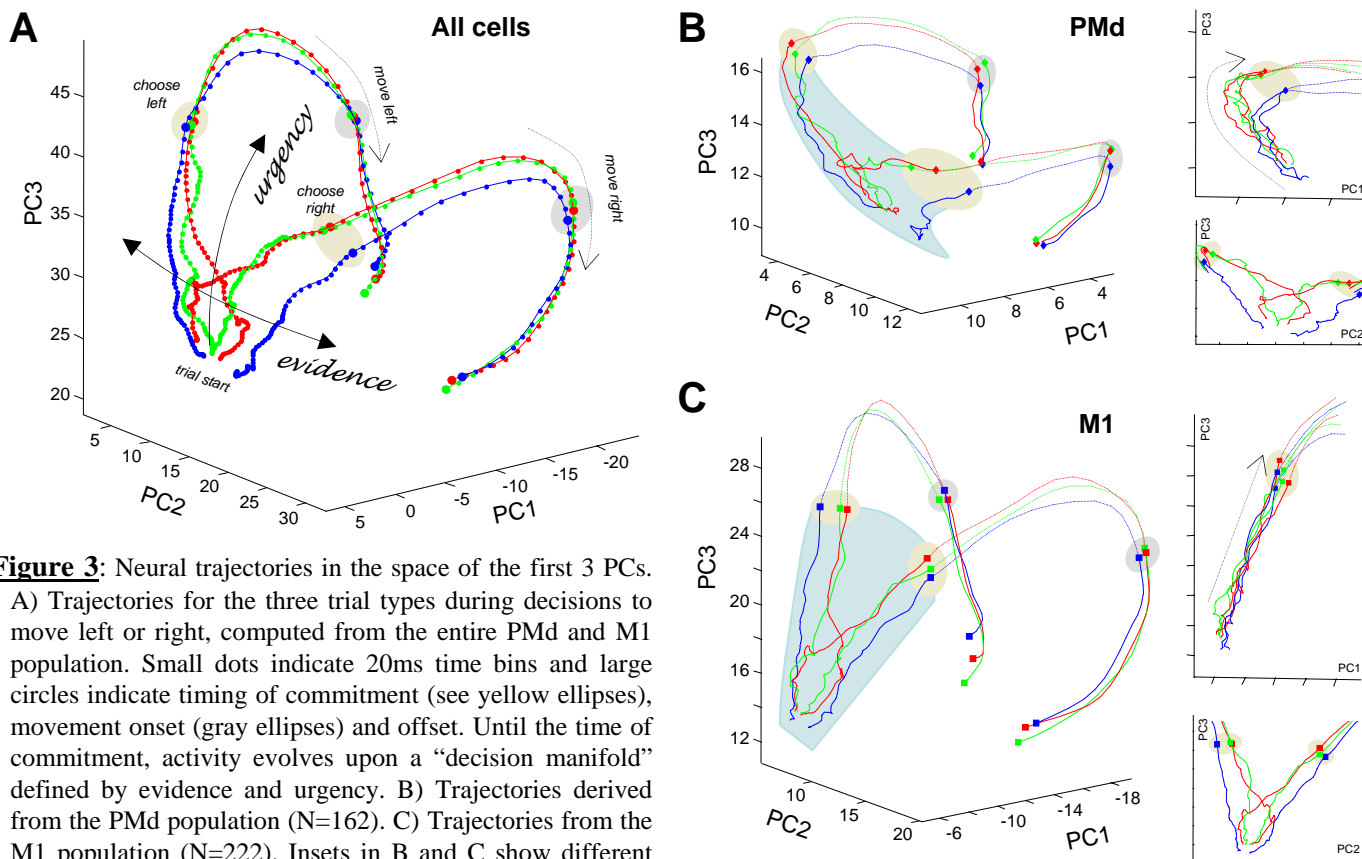 A
All cells
PC3
45
40
35
30
25
20
choose
left
move left
urgency
choose
right
move right
evidence
trial start
5
10
15
20
25
30
PC2
5
0
-5
-10
-15
-20
PC1
B
PMd
PC3
16
14
12
10
4
6
8
10
12
PC2
10
8
6
4
PC1
PC3
PC1
PC3
PC2
C
M1
PC3
28
24
20
16
12
10
15
20
PC2
-6
-10
-14
-18
PC1
PC3
PC1
PC3
PC2
Figure 3: Neural trajectories in the space of the first 3 PCs.
A) Trajectories for the three trial types during decisions to
move left or right, computed from the entire PMd and M1
population. Small dots indicate 20ms time bins and large
circles indicate timing of commitment (see yellow ellipses),
movement onset (gray ellipses) and offset. Until the time of
commitment, activity evolves upon a “decision manifold”
defined by evidence and urgency. B) Trajectories derived
from the PMd population (N=162). C) Trajectories from the
M1 population (N=222). Insets in B and C show different